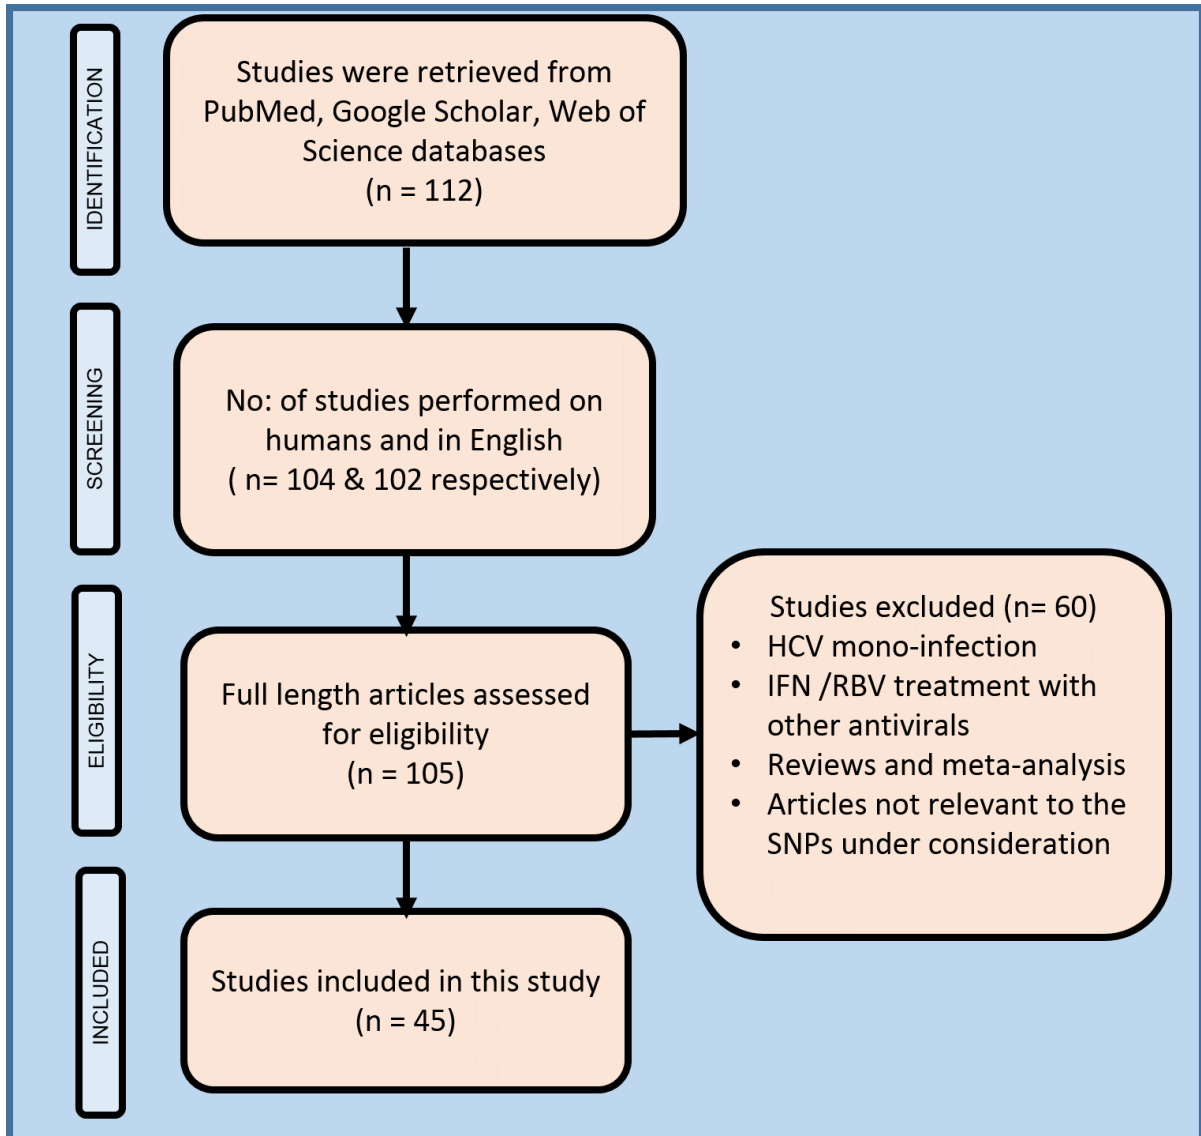 IDENTIFICATION
Studies were retrieved from
PubMed, Google Scholar, Web of
Science databases
(n = 112)
SCREENING
No: of studies performed on
humans and in English
( n= 104 & 102 respectively)
ELIGIBILITY
Full length articles assessed
for eligibility
(n = 105)
Studies excluded (n= 60)
• HCV mono-infection
• IFN /RBV treatment with
other antivirals
• Reviews and meta-analysis
• Articles not relevant to the
SNPs under consideration
INCLUDED
Studies included in this study
(n = 45)